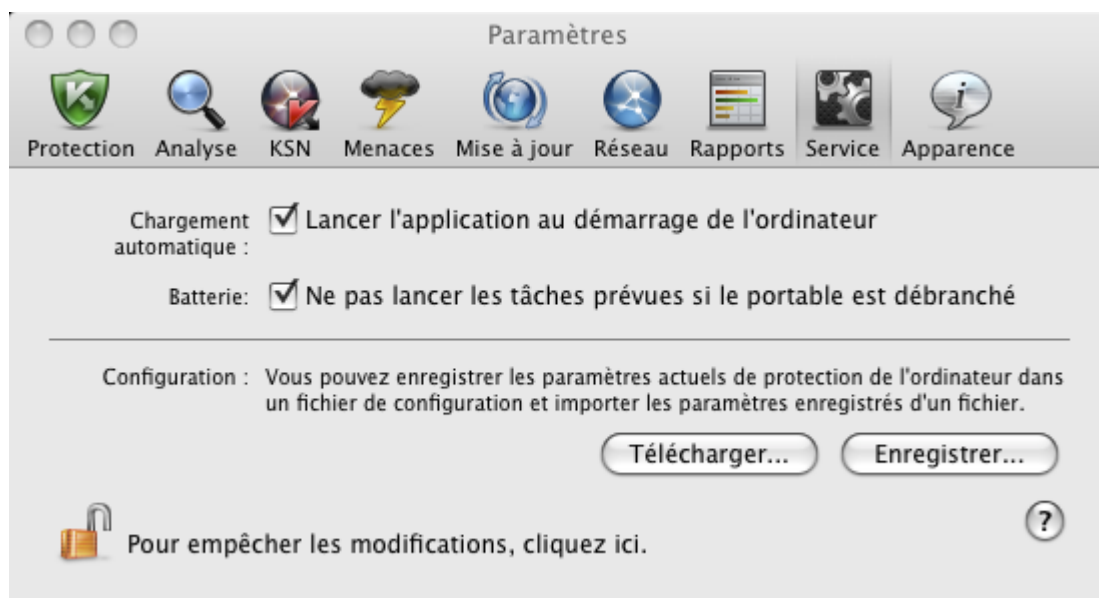 Paramètres
Protection Analyse KSN Menaces Mise à jour Réseau Rapports Service Apparence
Chargement automatique :
Lancer l'application au démarrage de l'ordinateur
Batterie: Ne pas lancer les tâches prévues si le portable est débranché
Configuration : Vous pouvez enregistrer les paramètres actuels de protection de l'ordinateur dans
un fichier de configuration et importer les paramètres enregistrés d'un fichier.
Télécharger... Enregistrer...
?
Pour empêcher les modifications, cliquez ici.